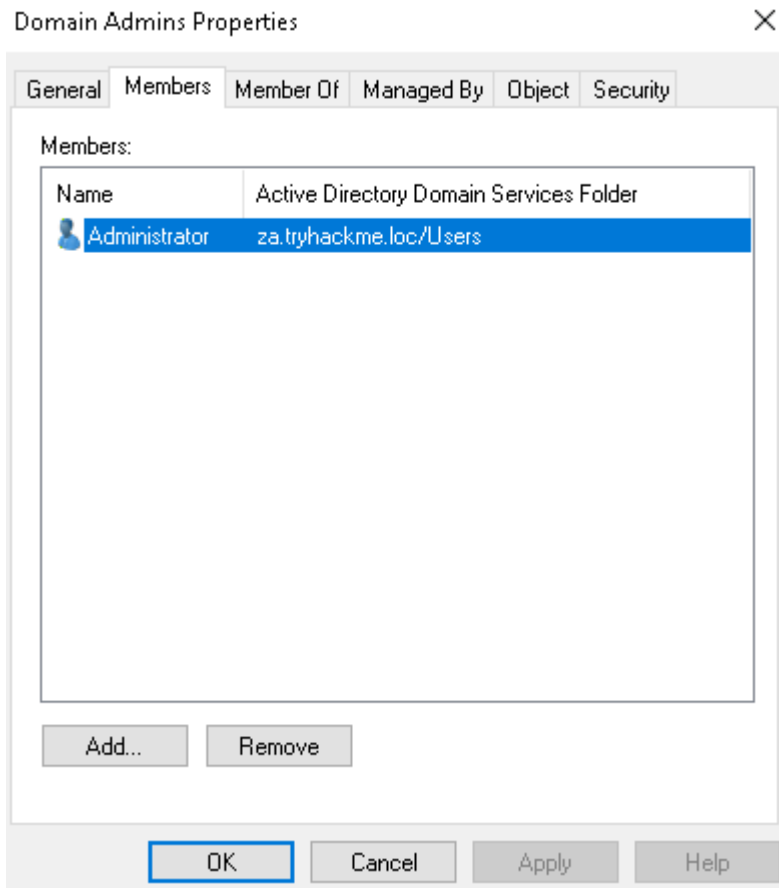 Domain Admins Properties
General Members Member Of Managed By Object Security
Members:
Name Active Directory Domain Services Folder
Administrator za.tryhackme.loc/Users
Add... Remove
OK Cancel Apply Help